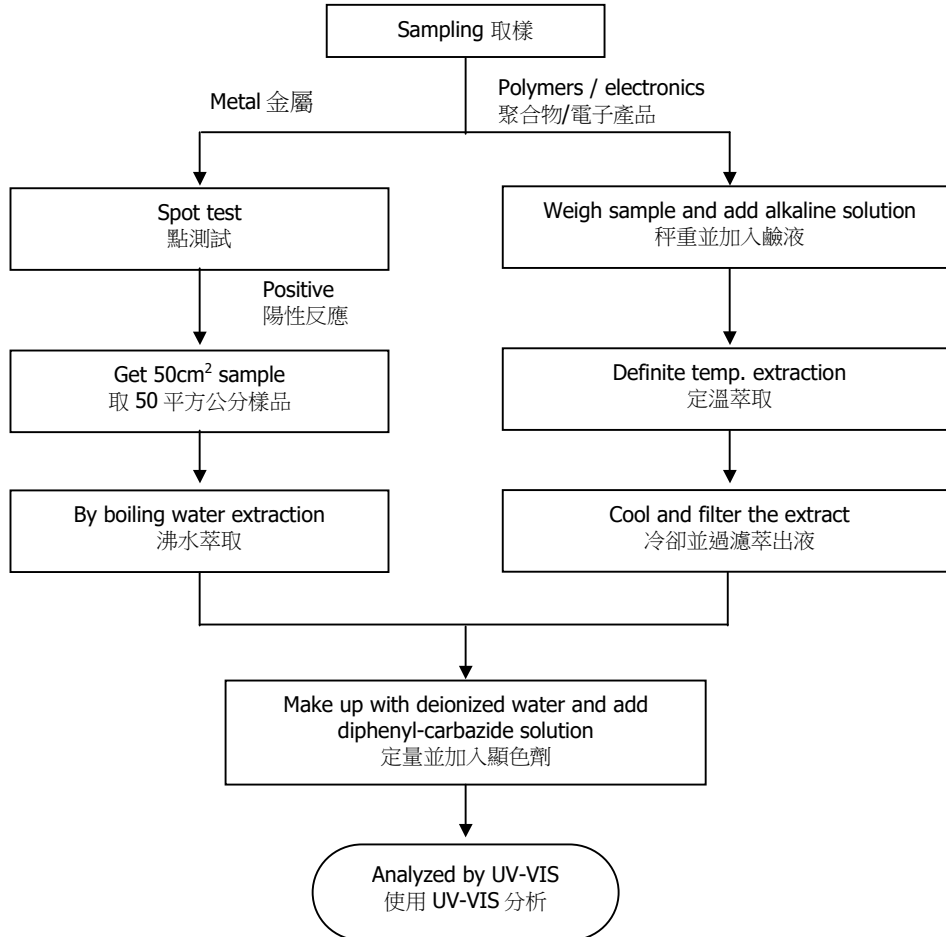 Sampling 取樣
Metal 金屬
Polymers / electronics
聚合物/電子產品
Spot test
點測試
Positive
陽性反應
Get 50cm² sample
取 50 平方公分樣品
By boiling water extraction
沸水萃取
Weigh sample and add alkaline solution
秤重並加入鹼液
Definite temp. extraction
定溫萃取
Cool and filter the extract
冷卻並過濾萃出液
Make up with deionized water and add
diphenyl-carbazide solution
定量並加入顯色劑
Analyzed by UV-VIS
使用 UV-VIS 分析